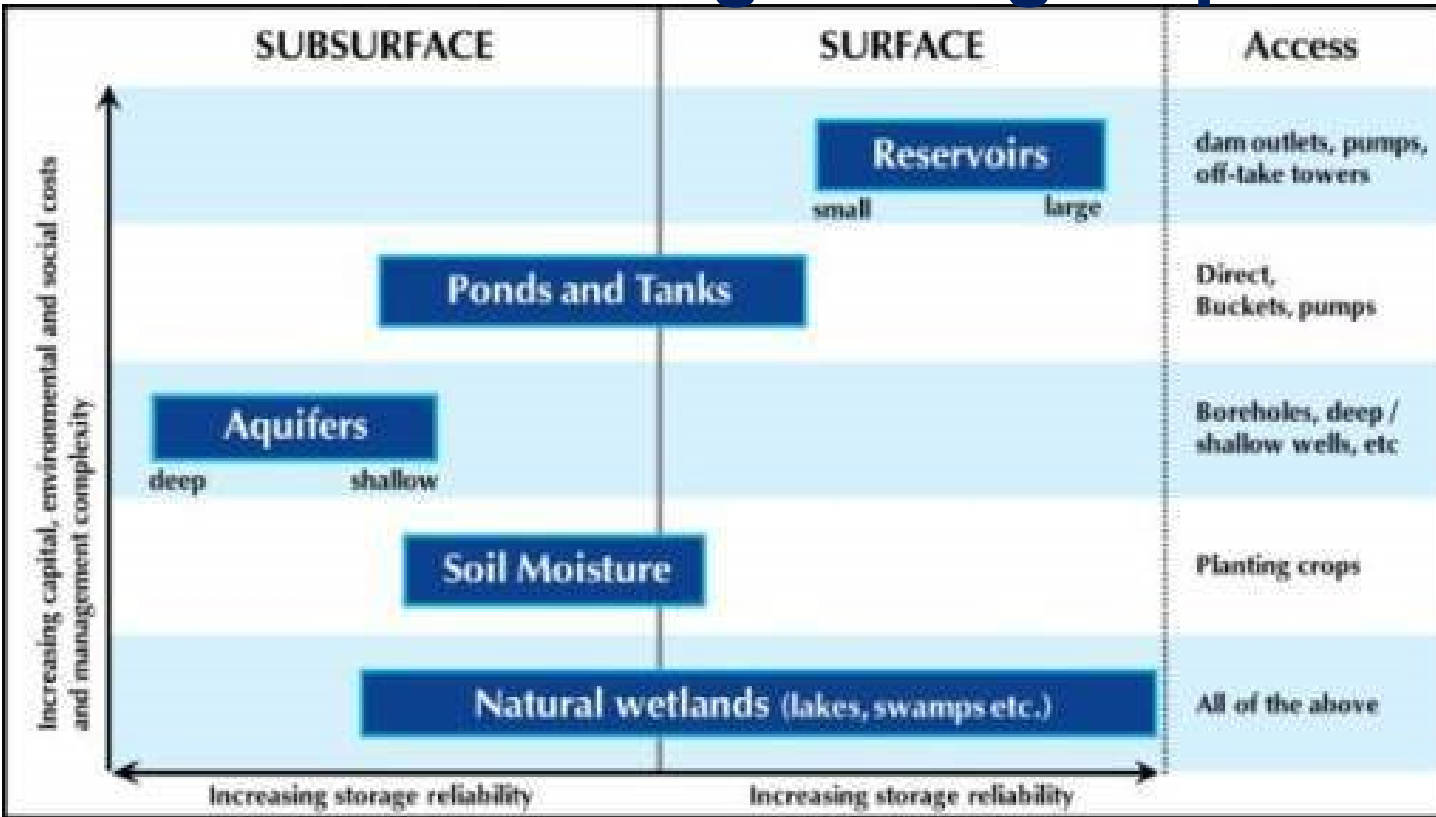 SUBSURFACE
SURFACE
Access
Increasing capital, environmental and social costs
and management complexity
Reservoirs
small
large
dam outlets, pumps,
off-take towers
Ponds and Tanks
Direct,
Buckets, pumps
Aquifers
deep
shallow
Boreholes, deep /
shallow wells, etc
Soil Moisture
Planting crops
Natural wetlands (lakes, swamps etc.)
All of the above
Increasing storage reliability
Increasing storage reliability